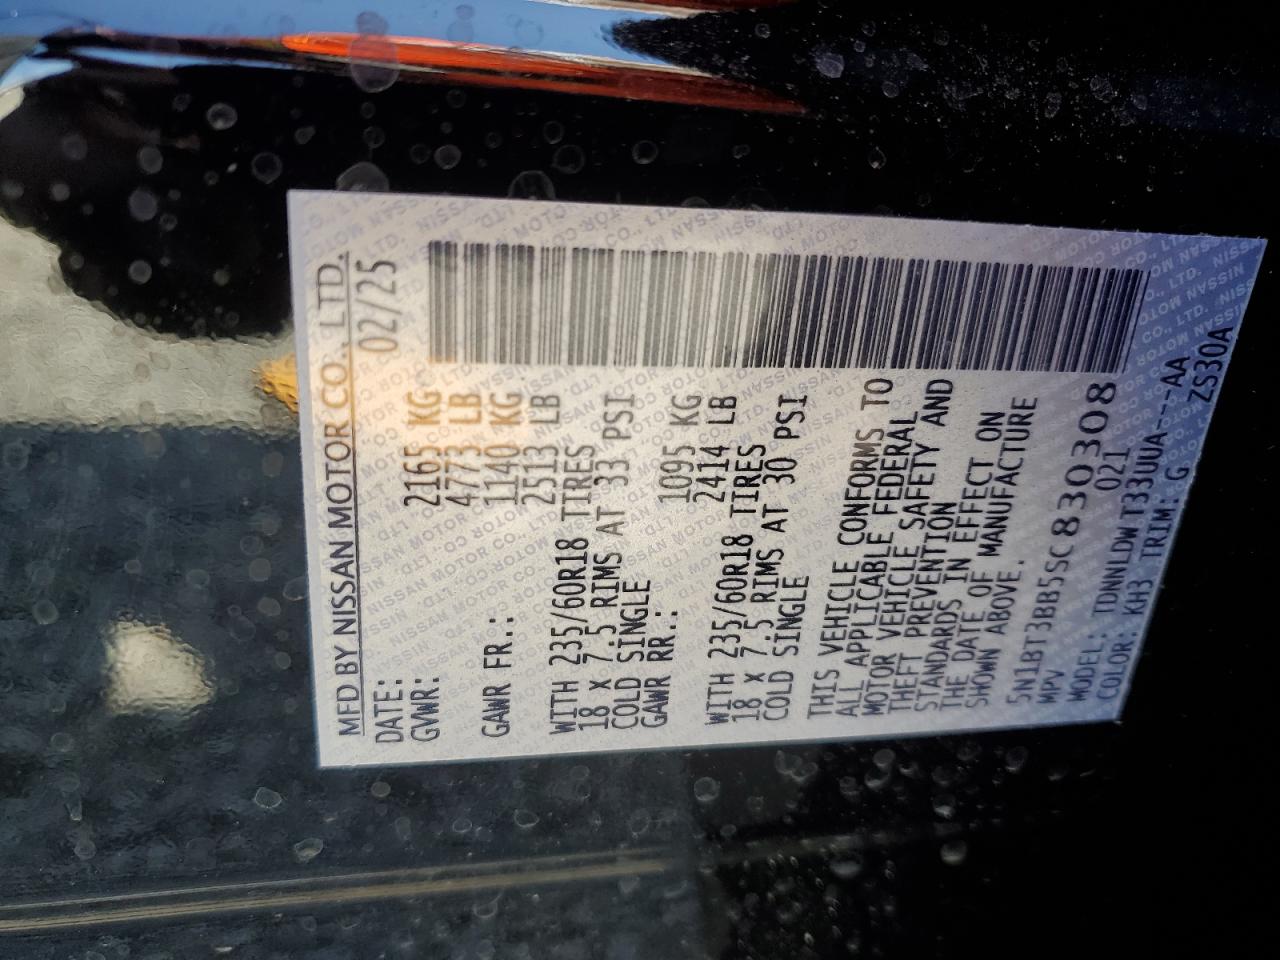 MFD BY NISSAN MOTOR CO., LTD.
DATE: 02/25
GVWR: 2165 KG
4773 LB
GAWR FR.: 1140 KG
2513 LB
WITH 235/60R18 TIRES
18 x 7.5 RIMS AT 33 PSI
COLD SINGLE
GAWR RR.: 1095 KG
2414 LB
WITH 235/60R18 TIRES
18 x 7.5 RIMS AT 30 PSI
COLD SINGLE
THIS VEHICLE CONFORMS TO
ALL APPLICABLE FEDERAL
MOTOR VEHICLE SAFETY AND
THEFT PREVENTION
STANDARDS IN EFFECT ON
THE DATE OF MANUFACTURE
SHOWN ABOVE.
5N1BT3BB5SC830308
MPV 021
MODEL: TDNNLDW T33UUA---AA
COLOR: KH3 TRIM: G ZS30A